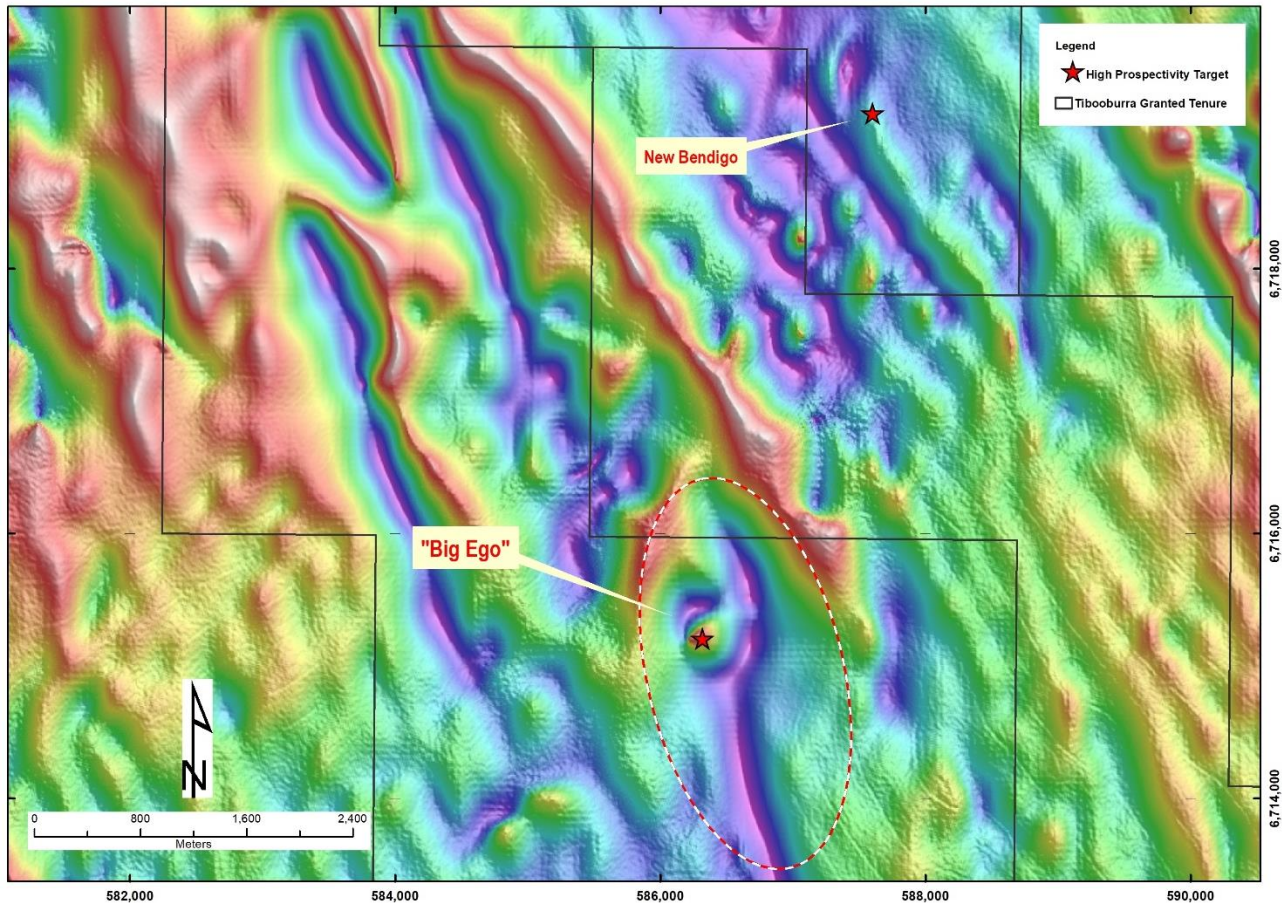 Legend
High Prospectivity Target
Tibooburra Granted Tenure
New Bendigo
"Big Ego"
N
0 800 1,600 2,400
Meters
6,718,000
6,716,000
6,714,000
582,000 584,000 586,000 588,000 590,000